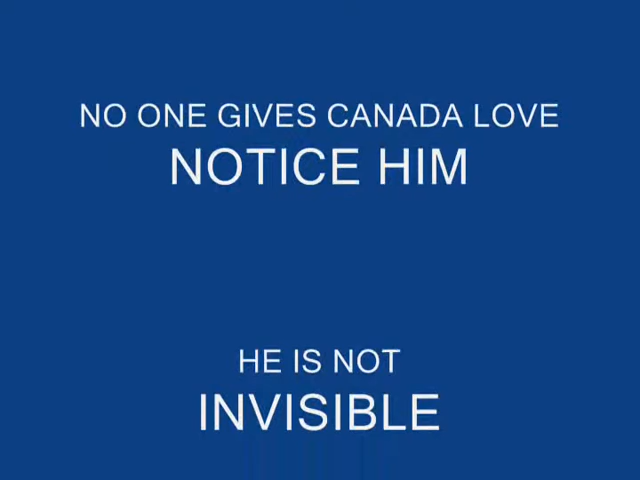 NO ONE GIVES CANADA LOVE
NOTICE HIM
HE IS NOT
INVISIBLE